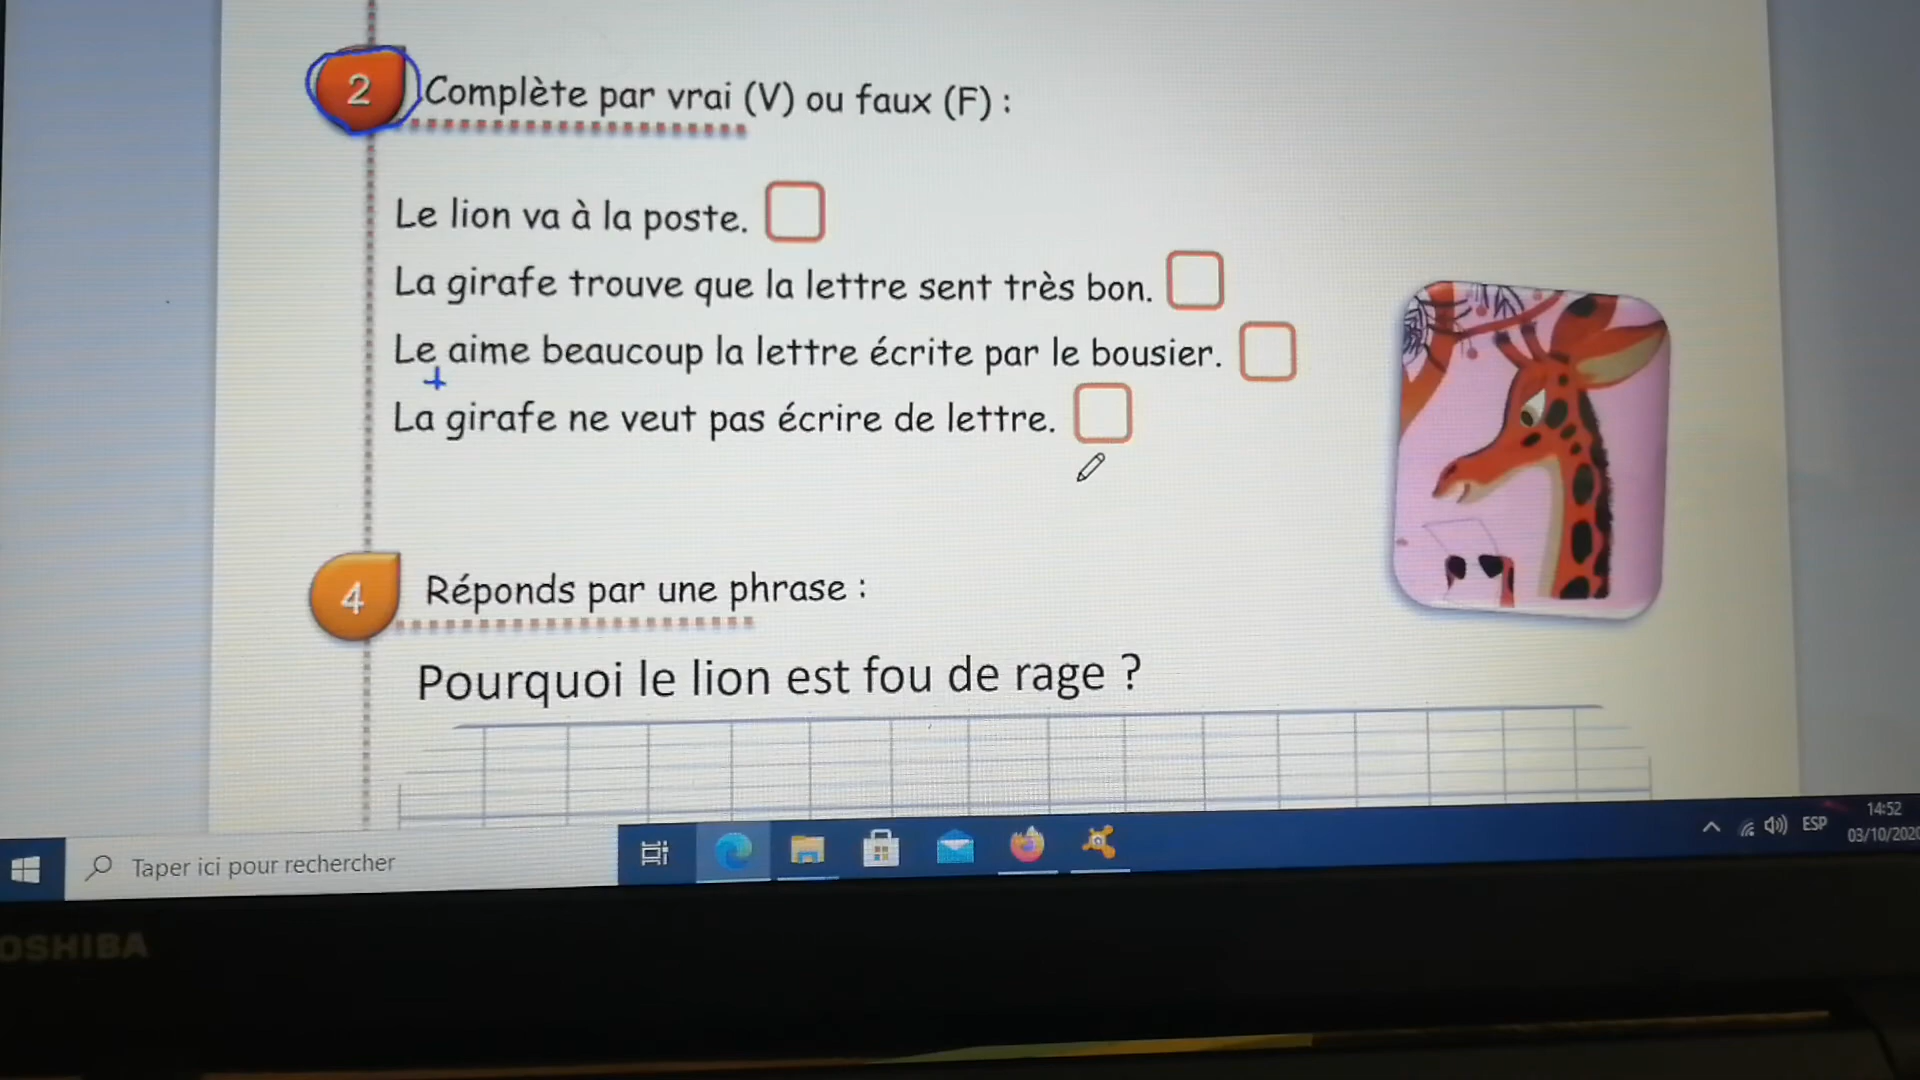 2 Complète par vrai (V) ou faux (F) :
Le lion va à la poste.
La girafe trouve que la lettre sent très bon.
Le aime beaucoup la lettre écrite par le bousier.
La girafe ne veut pas écrire de lettre.
4 Réponds par une phrase :
Pourquoi le lion est fou de rage ?
Taper ici pour rechercher
ESP
14:52
03/10/2020
OSHIBA